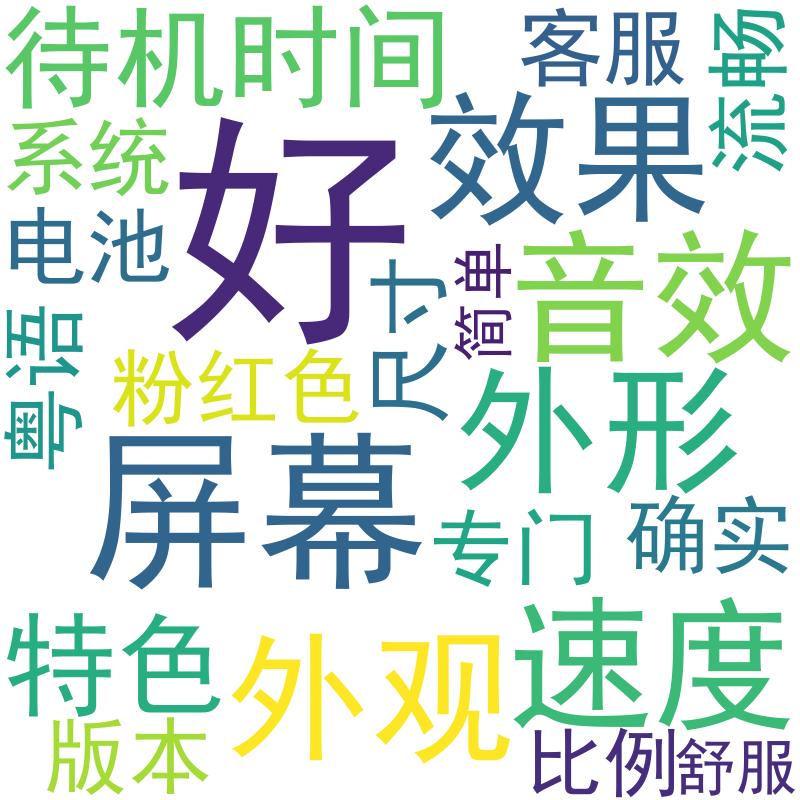 待机时间
客服
流畅
系统
效果
好
电池
音效
简单
尺寸
粤语
粉红色
外形
屏幕
确实
专门
速度
特色
外观
版本
比例
舒服